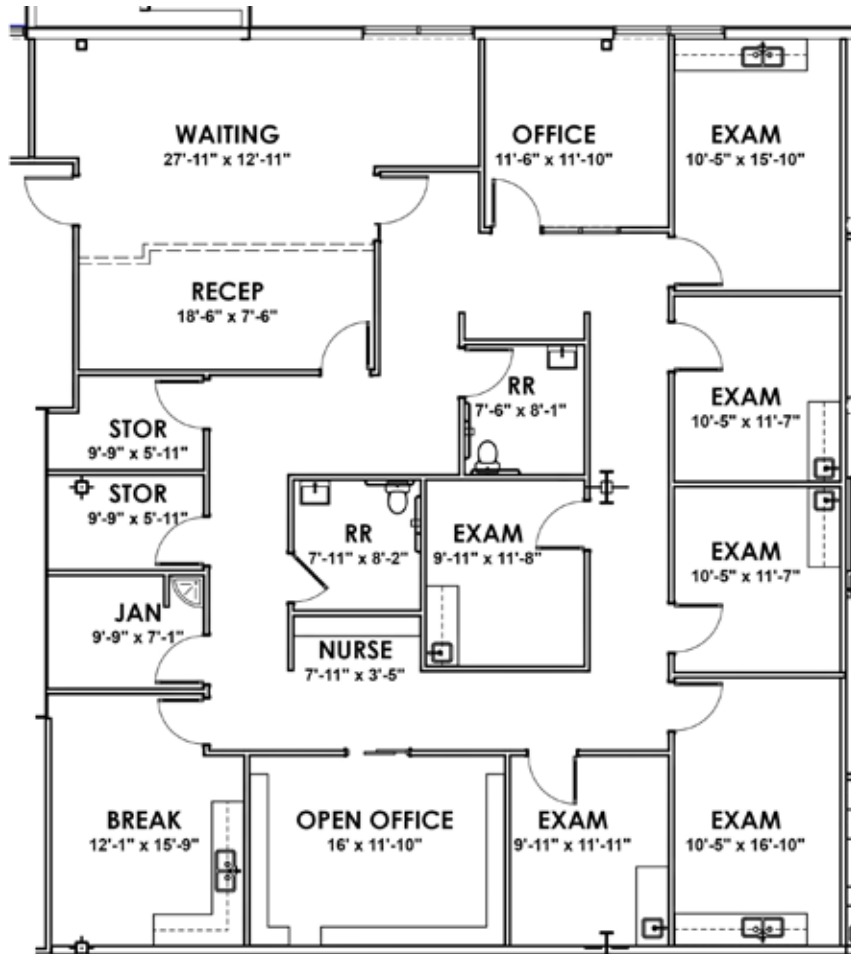 WAITING
27'-11" x 12'-11"
OFFICE
11'-6" x 11'-10"
EXAM
10'-5" x 15'-10"
RECEP
18'-6" x 7'-6"
RR
7'-6" x 8'-1"
EXAM
10'-5" x 11'-7"
STOR
9'-9" x 5'-11"
STOR
9'-9" x 5'-11"
RR
7'-11" x 8'-2"
EXAM
9'-11" x 11'-8"
EXAM
10'-5" x 11'-7"
JAN
9'-9" x 7'-1"
NURSE
7'-11" x 3'-5"
BREAK
12'-1" x 15'-9"
OPEN OFFICE
16' x 11'-10"
EXAM
9'-11" x 11'-11"
EXAM
10'-5" x 16'-10"